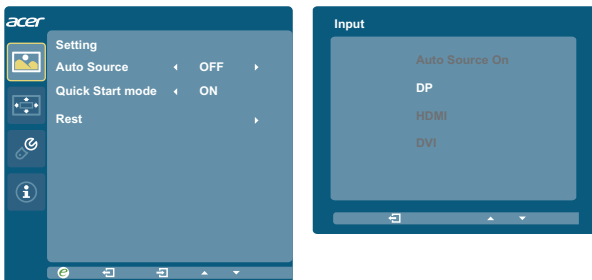 acer
Setting
Auto Source OFF
Quick Start mode ON
Rest
Input
Auto Source On
DP
HDMI
DVI